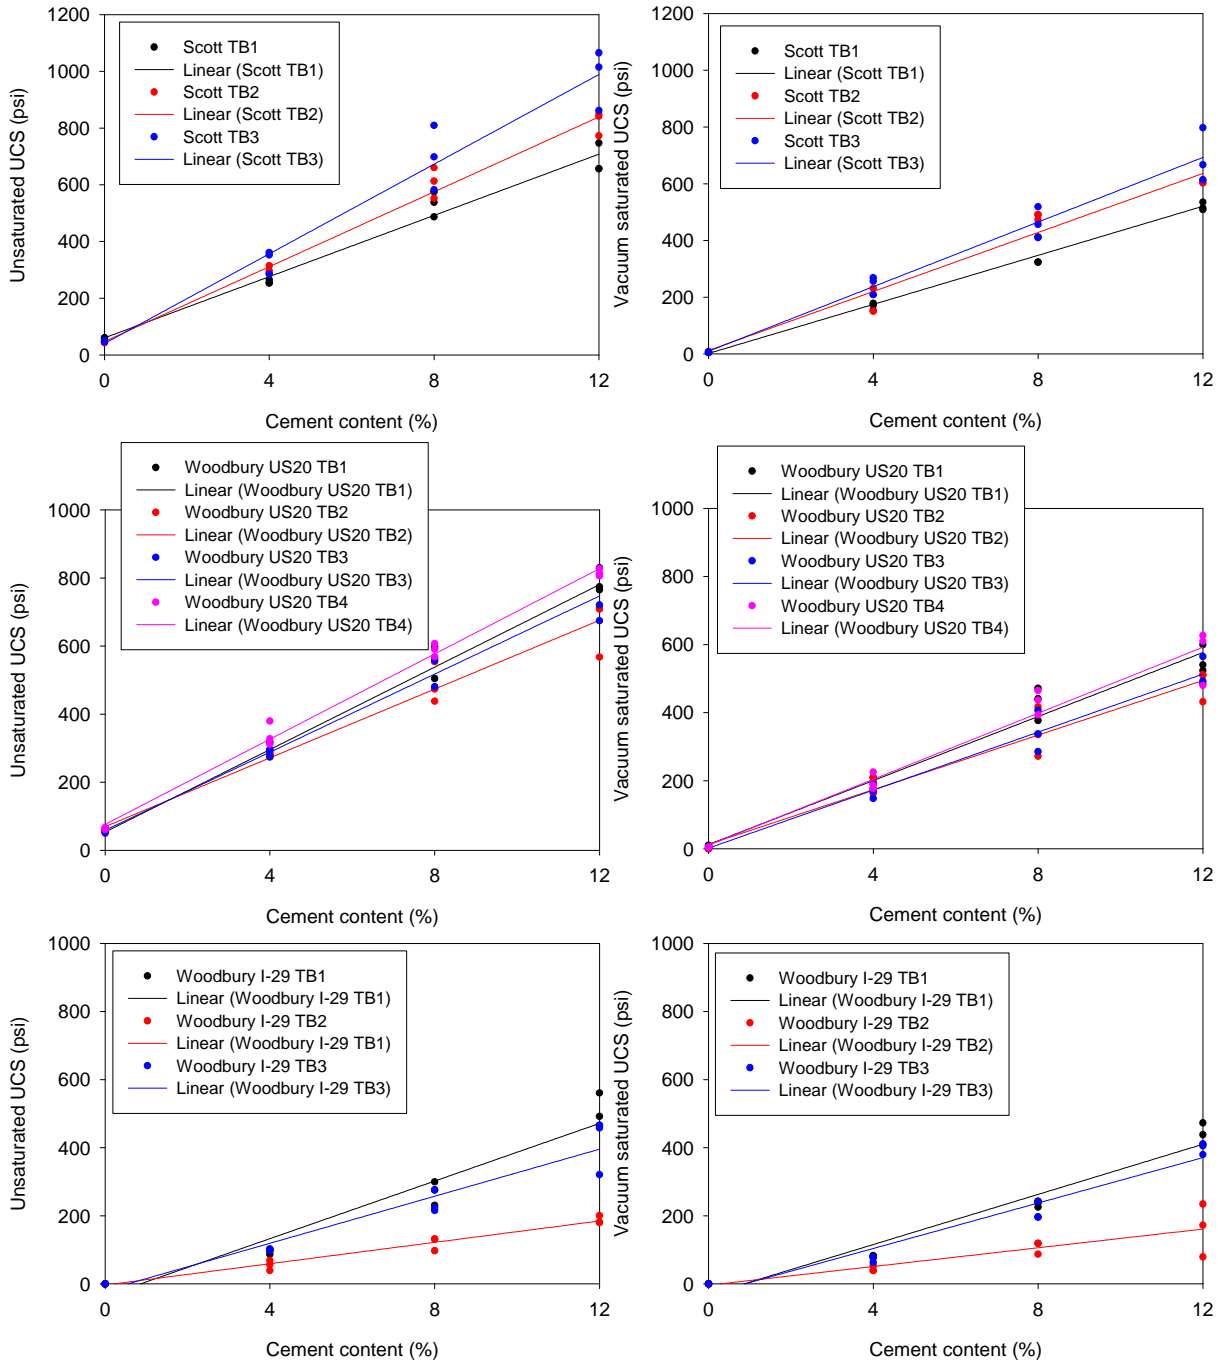 Unsaturated UCS (psi)
1200
1000
800
600
400
200
0
Scott TB1
Linear (Scott TB1)
Scott TB2
Linear (Scott TB2)
Scott TB3
Linear (Scott TB3)
0 4 8 12
Cement content (%)
Vacuum saturated UCS (psi)
1200
1000
800
600
400
200
0
Scott TB1
Linear (Scott TB1)
Scott TB2
Linear (Scott TB2)
Scott TB3
Linear (Scott TB3)
0 4 8 12
Cement content (%)
Unsaturated UCS (psi)
1000
800
600
400
200
0
Woodbury US20 TB1
Linear (Woodbury US20 TB1)
Woodbury US20 TB2
Linear (Woodbury US20 TB2)
Woodbury US20 TB3
Linear (Woodbury US20 TB3)
Woodbury US20 TB4
Linear (Woodbury US20 TB4)
0 4 8 12
Cement content (%)
Vacuum saturated UCS (psi)
1000
800
600
400
200
0
Woodbury US20 TB1
Linear (Woodbury US20 TB1)
Woodbury US20 TB2
Linear (Woodbury US20 TB2)
Woodbury US20 TB3
Linear (Woodbury US20 TB3)
Woodbury US20 TB4
Linear (Woodbury US20 TB4)
0 4 8 12
Cement content (%)
Unsaturated UCS (psi)
1000
800
600
400
200
0
Woodbury I-29 TB1
Linear (Woodbury I-29 TB1)
Woodbury I-29 TB2
Linear (Woodbury I-29 TB1)
Woodbury I-29 TB3
Linear (Woodbury I-29 TB3)
0 4 8 12
Cement content (%)
Vacuum saturated UCS (psi)
1000
800
600
400
200
0
Woodbury I-29 TB1
Linear (Woodbury I-29 TB1)
Woodbury I-29 TB2
Linear (Woodbury I-29 TB2)
Woodbury I-29 TB3
Linear (Woodbury I-29 TB3)
0 4 8 12
Cement content (%)